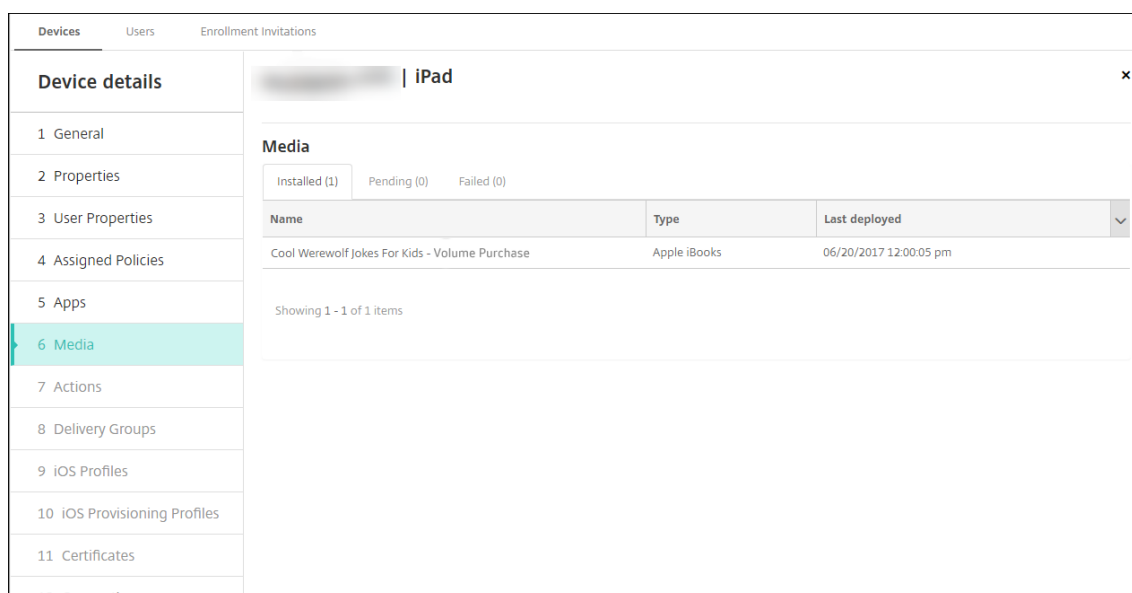 Devices Users Enrollment Invitations
Device details
| iPad
×
1 General
2 Properties
3 User Properties
4 Assigned Policies
5 Apps
6 Media
7 Actions
8 Delivery Groups
9 iOS Profiles
10 iOS Provisioning Profiles
11 Certificates
Media
Installed (1) Pending (0) Failed (0)
Name Type Last deployed
Cool Werewolf Jokes For Kids - Volume Purchase Apple iBooks 06/20/2017 12:00:05 pm
Showing 1 - 1 of 1 items